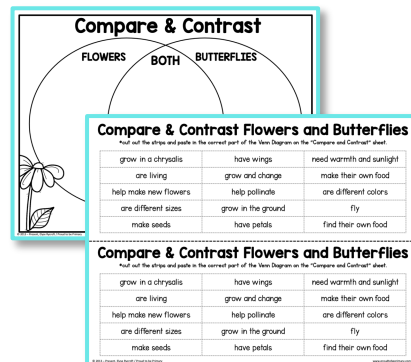 Compare & Contrast
FLOWERS BOTH BUTTERFLIES
Compare & Contrast Flowers and Butterflies
*cut out the strips and paste in the correct part of the Venn Diagram on the "Compare and Contrast" sheet.
grow in a chrysalis have wings need warmth and sunlight
are living grow and change make their own food
help make new flowers help pollinate are different colors
are different sizes grow in the ground fly
make seeds have petals find their own food
Compare & Contrast Flowers and Butterflies
*cut out the strips and paste in the correct part of the Venn Diagram on the "Compare and Contrast" sheet.
grow in a chrysalis have wings need warmth and sunlight
are living grow and change make their own food
help make new flowers help pollinate are different colors
are different sizes grow in the ground fly
make seeds have petals find their own food